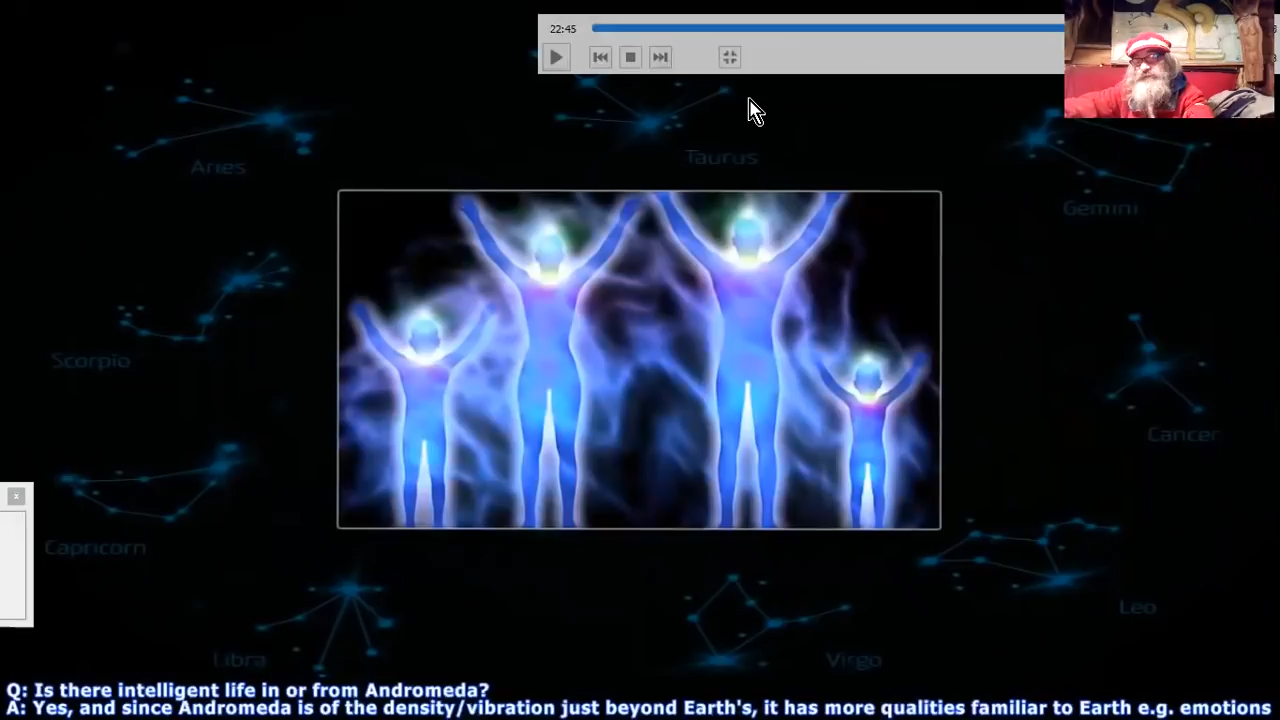 22:45
Aries
Taurus
Gemini
Scorpio
Cancer
Capricorn
Leo
Libra
Virgo
Q: Is there intelligent life in or from Andromeda?
A: Yes, and since Andromeda is of the density/vibration just beyond Earth's, it has more qualities familiar to Earth e.g. emotions